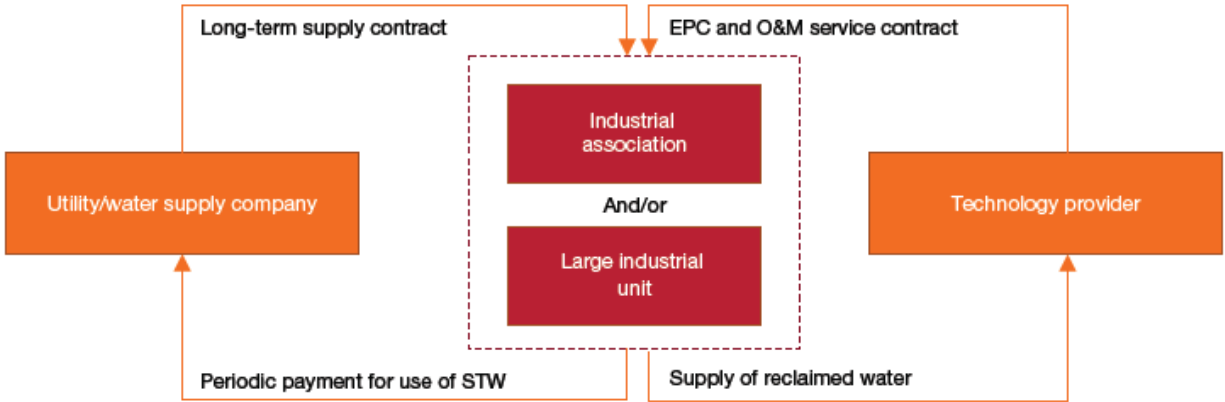 Long-term supply contract
EPC and O&M service contract
Industrial
association
Utility/water supply company
And/or
Technology provider
Large industrial
unit
Periodic payment for use of STW
Supply of reclaimed water